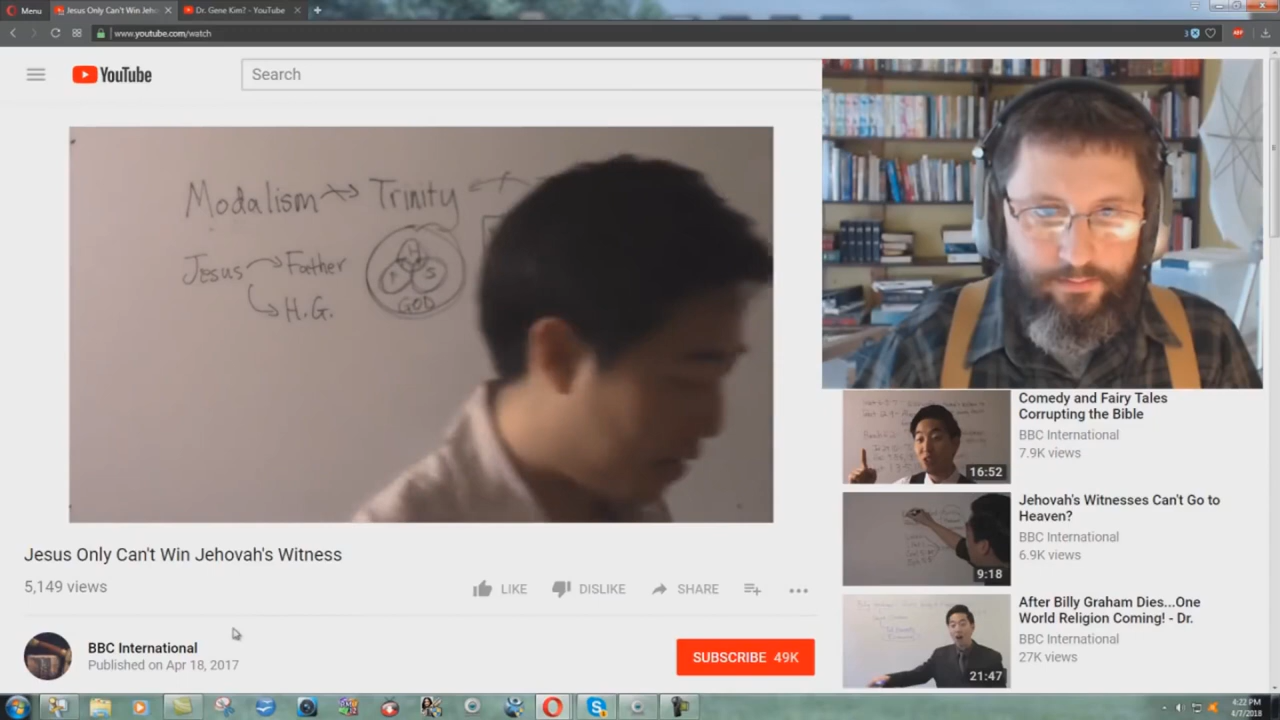 Menu
Jesus Only Can't Win Jeho
Dr. Gene Kim? - YouTube
www.youtube.com/watch
3
ABP
YouTube
Search
Modalism Trinity
Jesus Father
H.G.
H
F S
GOD
Jesus Only Can't Win Jehovah's Witness
5,149 views
LIKE DISLIKE SHARE
BBC International
Published on Apr 18, 2017
SUBSCRIBE 49K
Comedy and Fairy Tales
Corrupting the Bible
BBC International
7.9K views
16:52
Jehovah's Witnesses Can't Go to
Heaven?
BBC International
6.9K views
9:18
After Billy Graham Dies...One
World Religion Coming! - Dr.
BBC International
27K views
21:47
4:22 PM
4/7/2018